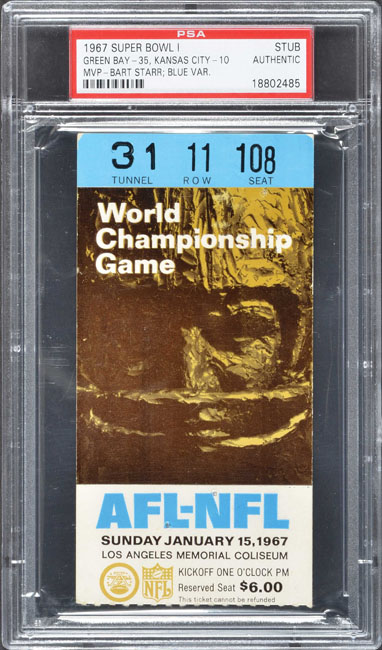 PSA
1967 SUPER BOWL I STUB
GREEN BAY - 35, KANSAS CITY - 10 AUTHENTIC
MVP - BART STARR; BLUE VAR. 18802485
31 11 108
TUNNEL ROW SEAT
World
Championship
Game
AFL-NFL
SUNDAY JANUARY 15, 1967
LOS ANGELES MEMORIAL COLISEUM
KICKOFF ONE O'CLOCK PM
NFL
Reserved Seat $6.00
This ticket cannot be refunded